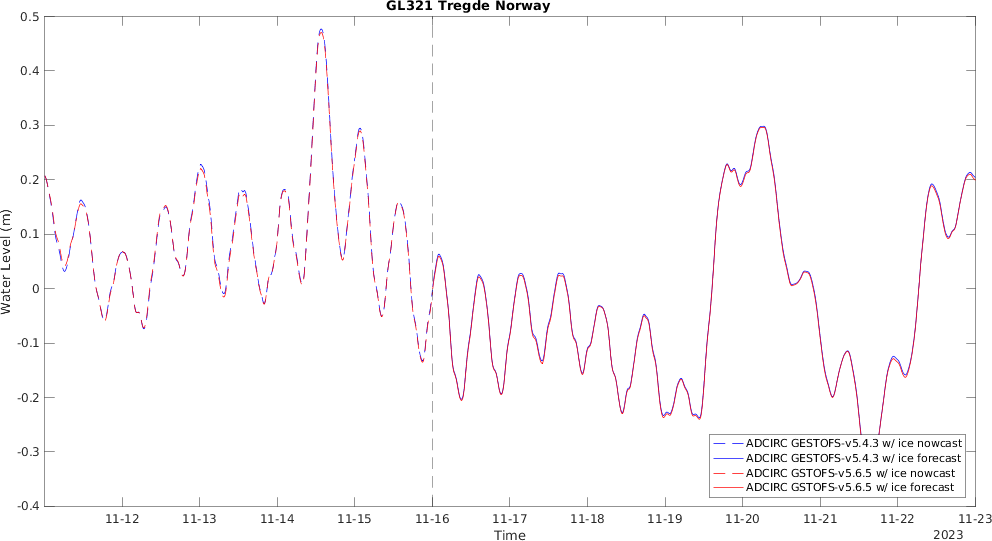 GL321 Tregde Norway
Water Level (m)
0.5
0.4
0.3
0.2
0.1
0
-0.1
-0.2
-0.3
-0.4
ADCIRC GESTOFS-v5.4.3 w/ ice nowcast
ADCIRC GESTOFS-v5.4.3 w/ ice forecast
ADCIRC GSTOFS-v5.6.5 w/ ice nowcast
ADCIRC GSTOFS-v5.6.5 w/ ice forecast
11-12 11-13 11-14 11-15 11-16 11-17 11-18 11-19 11-20 11-21 11-22 11-23
Time
2023